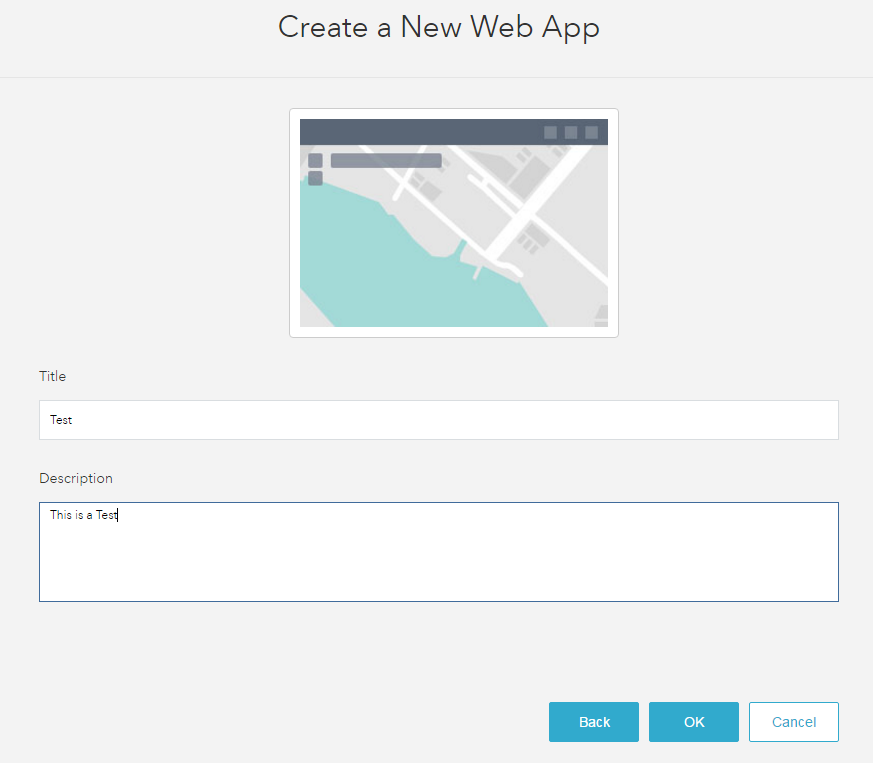 Create a New Web App
Title
Test
Description
This is a Test
Back OK Cancel